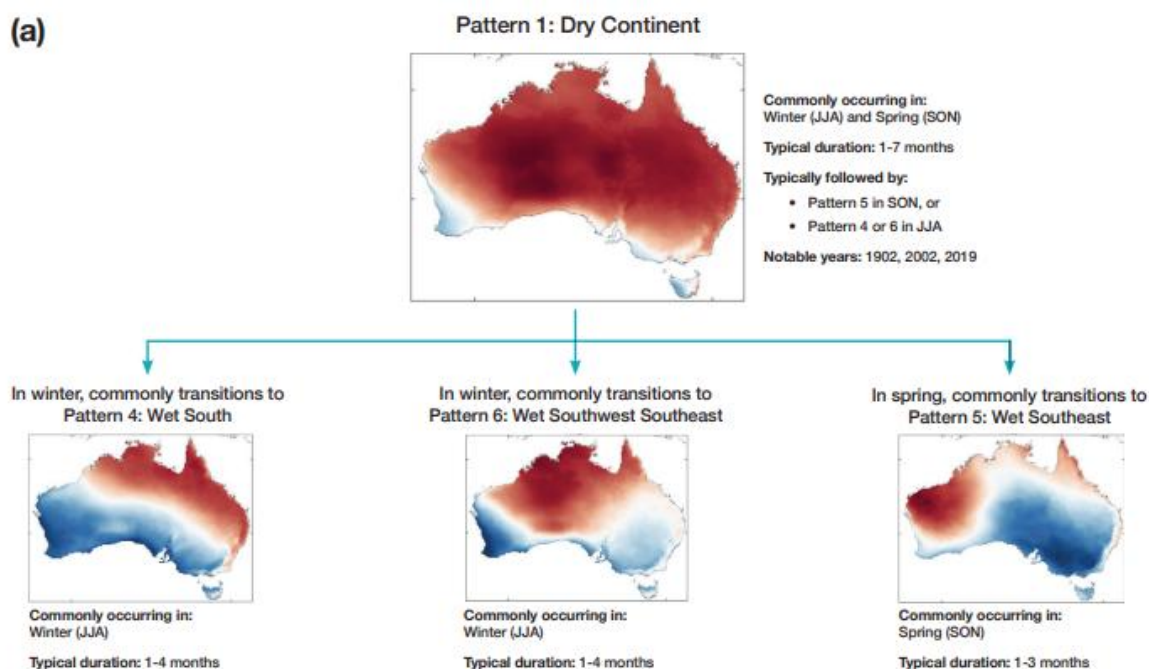 (a)
Pattern 1: Dry Continent
Commonly occurring in:
Winter (JJA) and Spring (SON)
Typical duration: 1-7 months
Typically followed by:
• Pattern 5 in SON, or
• Pattern 4 or 6 in JJA
Notable years: 1902, 2002, 2019
In winter, commonly transitions to
Pattern 4: Wet South
Commonly occurring in:
Winter (JJA)
Typical duration: 1-4 months
In winter, commonly transitions to
Pattern 6: Wet Southwest Southeast
Commonly occurring in:
Winter (JJA)
Typical duration: 1-4 months
In spring, commonly transitions to
Pattern 5: Wet Southeast
Commonly occurring in:
Spring (SON)
Typical duration: 1-3 months